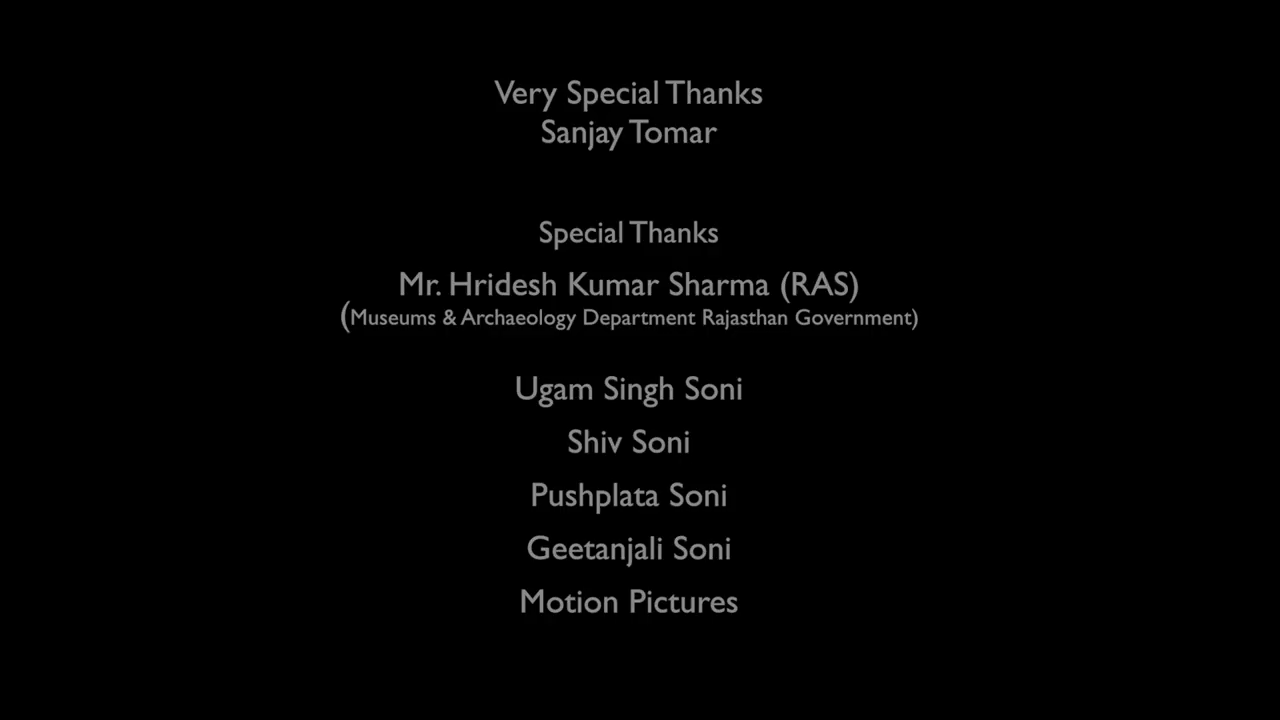 Very Special Thanks
Sanjay Tomar
Special Thanks
Mr. Hridesh Kumar Sharma (RAS)
(Museums & Archaeology Department Rajasthan Government)
Ugam Singh Soni
Shiv Soni
Pushplata Soni
Geetanjali Soni
Motion Pictures